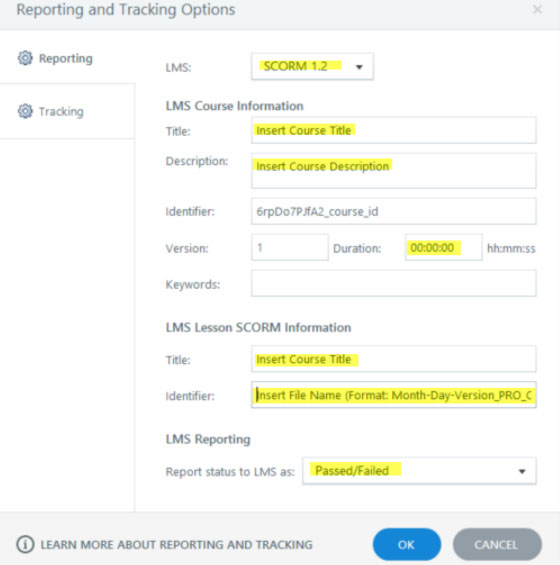 Reporting and Tracking Options
Reporting
Tracking
LMS: SCORM 1.2
LMS Course Information
Title: Insert Course Title
Description: Insert Course Description
Identifier: 6rpDo7PJfA2_course_id
Version: 1 Duration: 00:00:00 hh:mm:ss
Keywords:
LMS Lesson SCORM Information
Title: Insert Course Title
Identifier: Insert File Name (Format: Month-Day-Version_PRO_C
LMS Reporting
Report status to LMS as: Passed/Failed
LEARN MORE ABOUT REPORTING AND TRACKING OK CANCEL